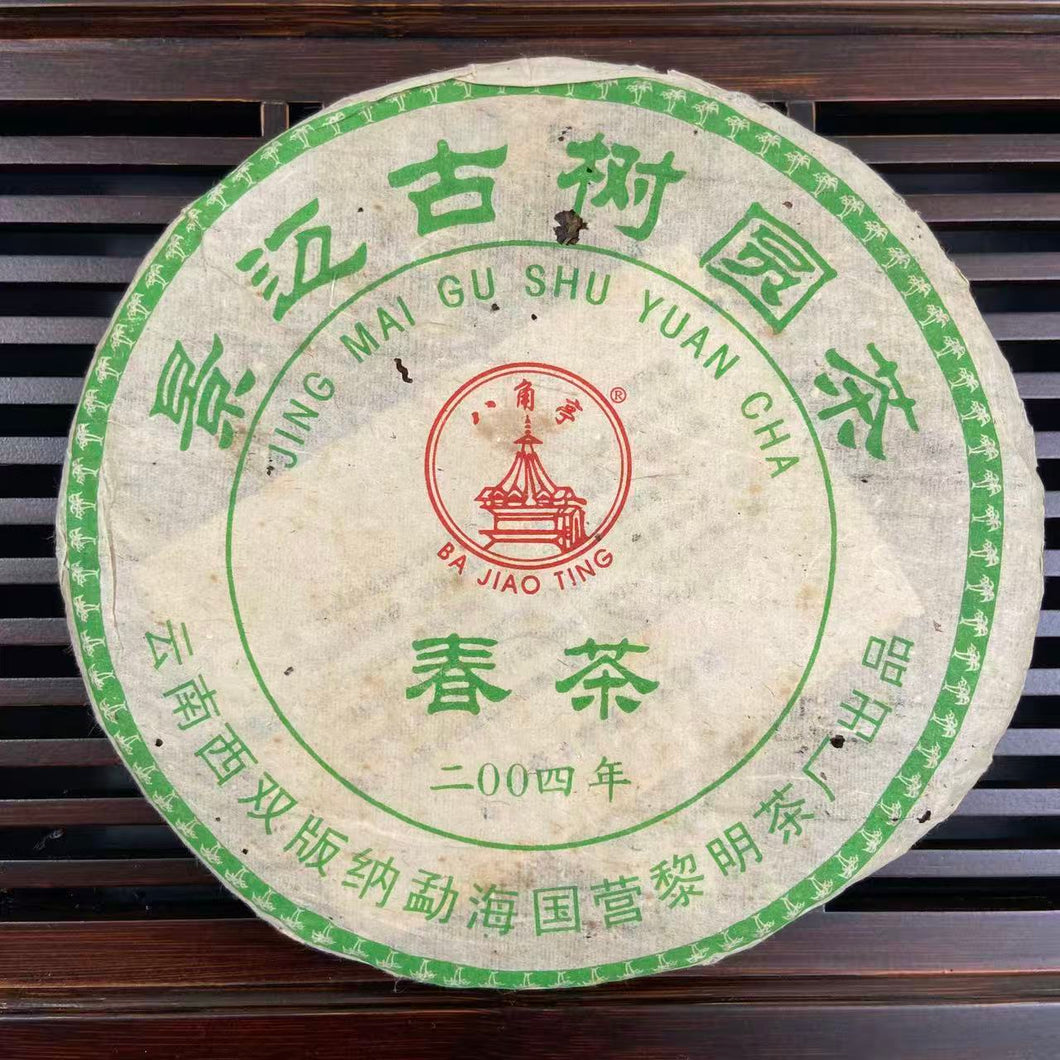 景迈古树圆茶
JING MAI GU SHU YUAN CHA
八角亭®
BA JIAO TING
春茶
二00四年
云南西双版纳勐海国营黎明茶厂出品